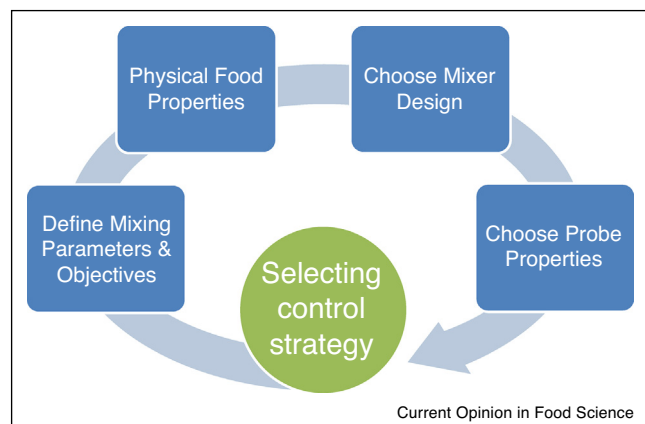 Physical Food
Properties
Choose Mixer
Design
Define Mixing
Parameters &
Objectives
Choose Probe
Properties
Selecting
control
strategy
Current Opinion in Food Science